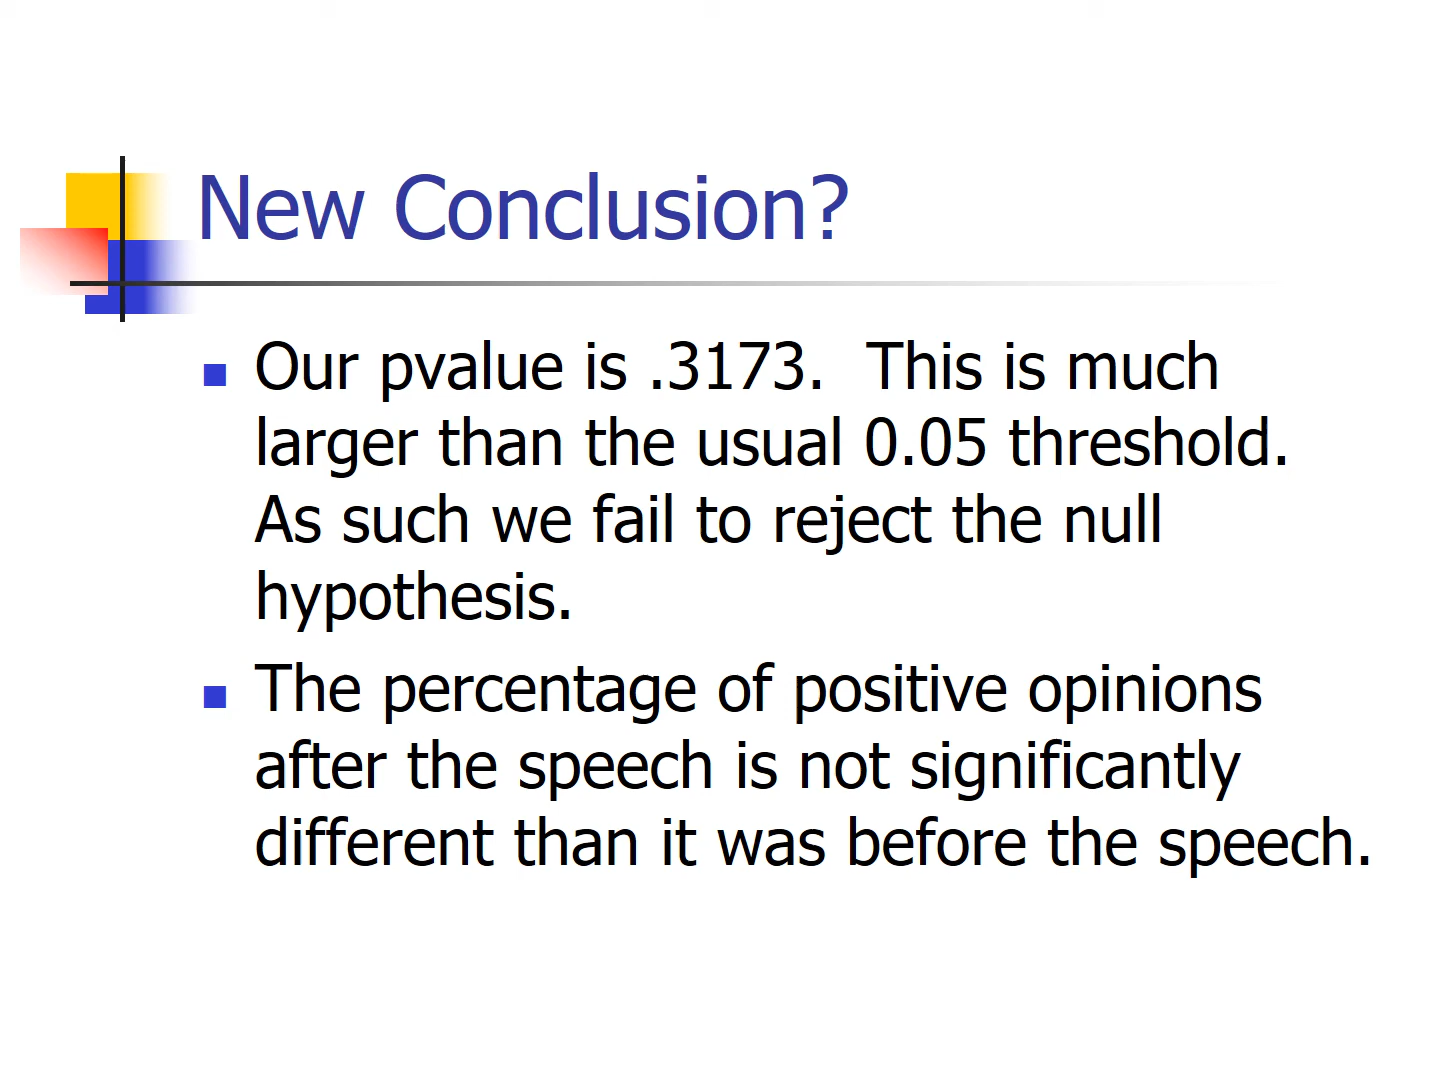 New Conclusion?
Our pvalue is .3173.  This is much
larger than the usual 0.05 threshold.
As such we fail to reject the null
hypothesis.
The percentage of positive opinions
after the speech is not significantly
different than it was before the speech.